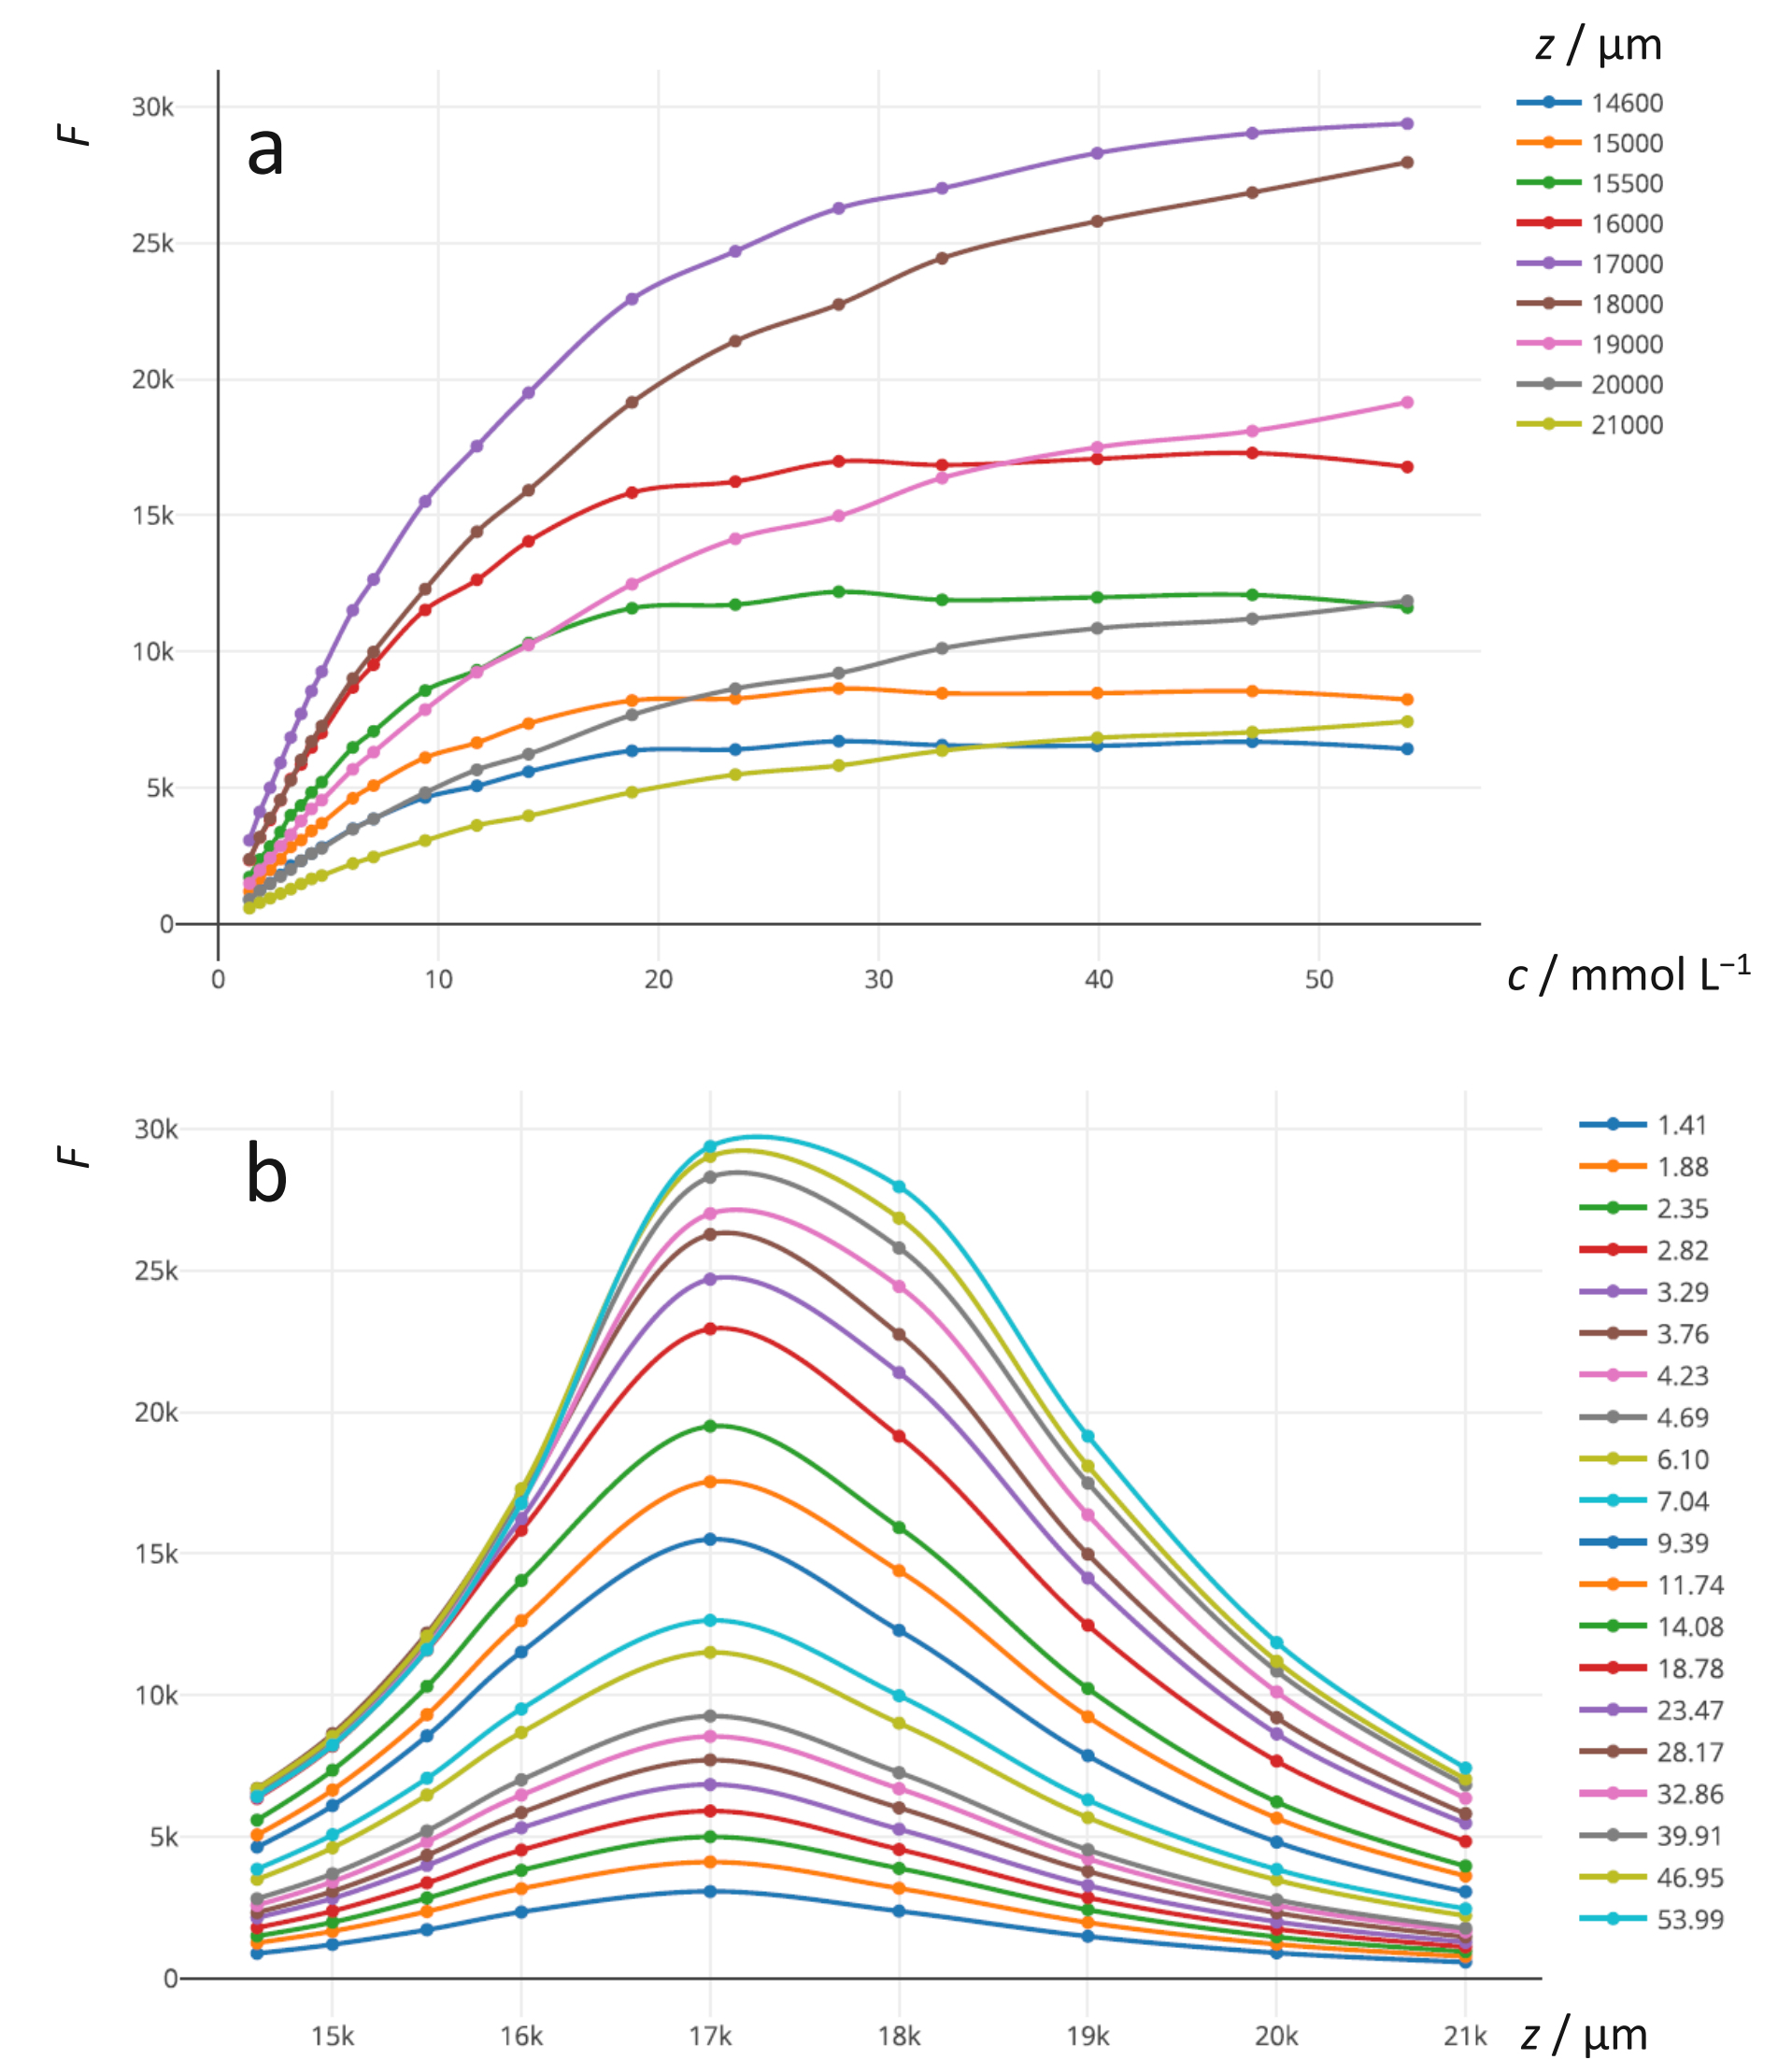 z / µm
F
a
30k
25k
20k
15k
10k
5k
0
0 10 20 30 40 50
c / mmol L⁻¹
14600
15000
15500
16000
17000
18000
19000
20000
21000
F
b
30k
25k
20k
15k
10k
5k
0
15k 16k 17k 18k 19k 20k 21k
z / µm
1.41
1.88
2.35
2.82
3.29
3.76
4.23
4.69
6.10
7.04
9.39
11.74
14.08
18.78
23.47
28.17
32.86
39.91
46.95
53.99